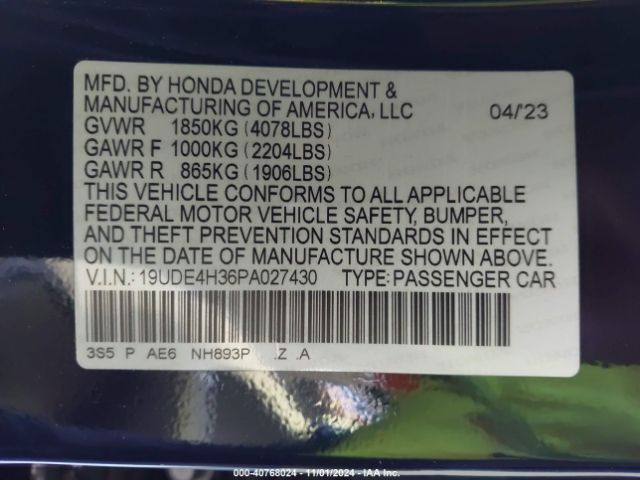 MFD. BY HONDA DEVELOPMENT &
MANUFACTURING OF AMERICA, LLC 04/'23
GVWR 1850KG (4078LBS)
GAWR F 1000KG (2204LBS)
GAWR R 865KG (1906LBS)
THIS VEHICLE CONFORMS TO ALL APPLICABLE
FEDERAL MOTOR VEHICLE SAFETY, BUMPER,
AND THEFT PREVENTION STANDARDS IN EFFECT
ON THE DATE OF MANUFACTURE SHOWN ABOVE.
V.I.N.: 19UDE4H36PA027430 TYPE: PASSENGER CAR
3S5 P AE6 NH893P .Z .A
000-40768024 - 11/01/2024 - IAA Inc.